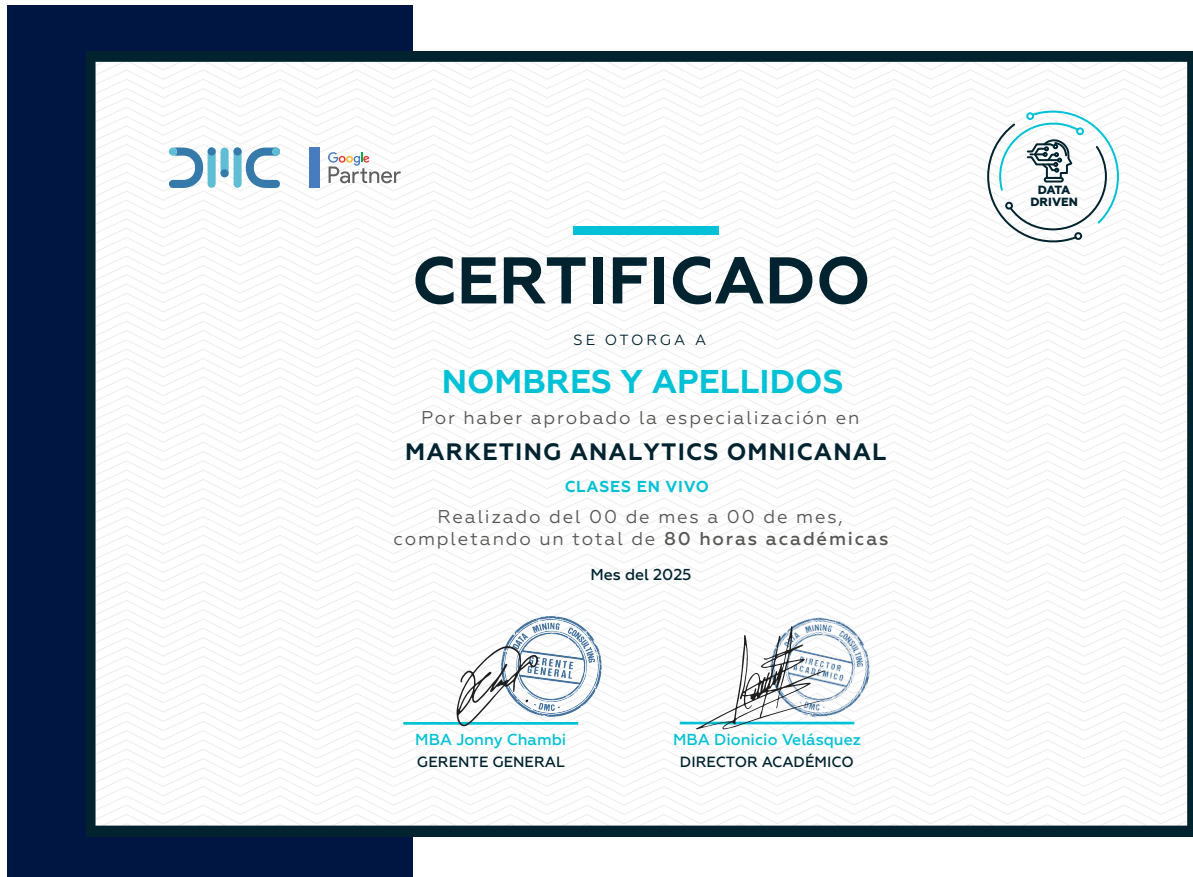 DMC
Google
Partner
DATA
DRIVEN
CERTIFICADO
SE OTORGA A
NOMBRES Y APELLIDOS
Por haber aprobado la especialización en
MARKETING ANALYTICS OMNICANAL
CLASES EN VIVO
Realizado del 00 de mes a 00 de mes,
completando un total de 80 horas académicas
Mes del 2025
DATA MINING CONSULTING
GERENTE
GENERAL
- DMC -
DATA MINING CONSULTING
DIRECTOR
ACADÉMICO
- DMC -
MBA Jonny Chambi
GERENTE GENERAL
MBA Dionicio Velásquez
DIRECTOR ACADÉMICO